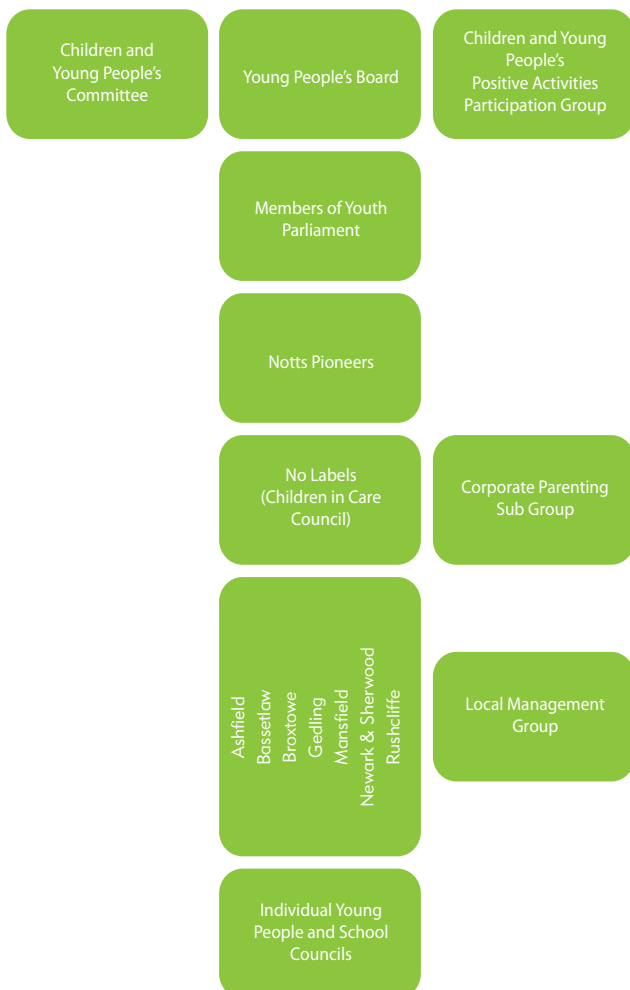 Children and
Young People's
Committee
Young People's Board
Children and Young
People's
Positive Activities
Participation Group
Members of Youth
Parliament
Notts Pioneers
No Labels
(Children in Care
Council)
Corporate Parenting
Sub Group
Ashfield
Bassetlaw
Broxtowe
Gedling
Mansfield
Newark & Sherwood
Rushcliffe
Local Management
Group
Individual Young
People and School
Councils